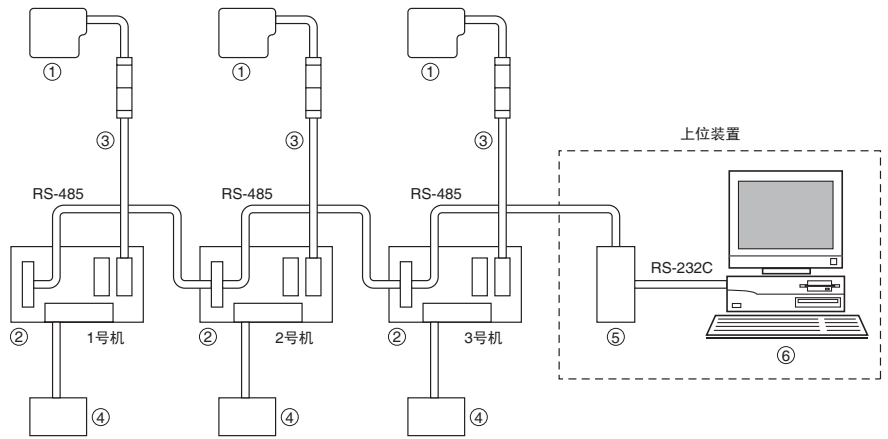 ① ① ①
③ ③ ③
上位装置
RS-485 RS-485 RS-485
RS-232C
② 1号机 ② 2号机 ② 3号机 ⑤
⑥
④ ④ ④